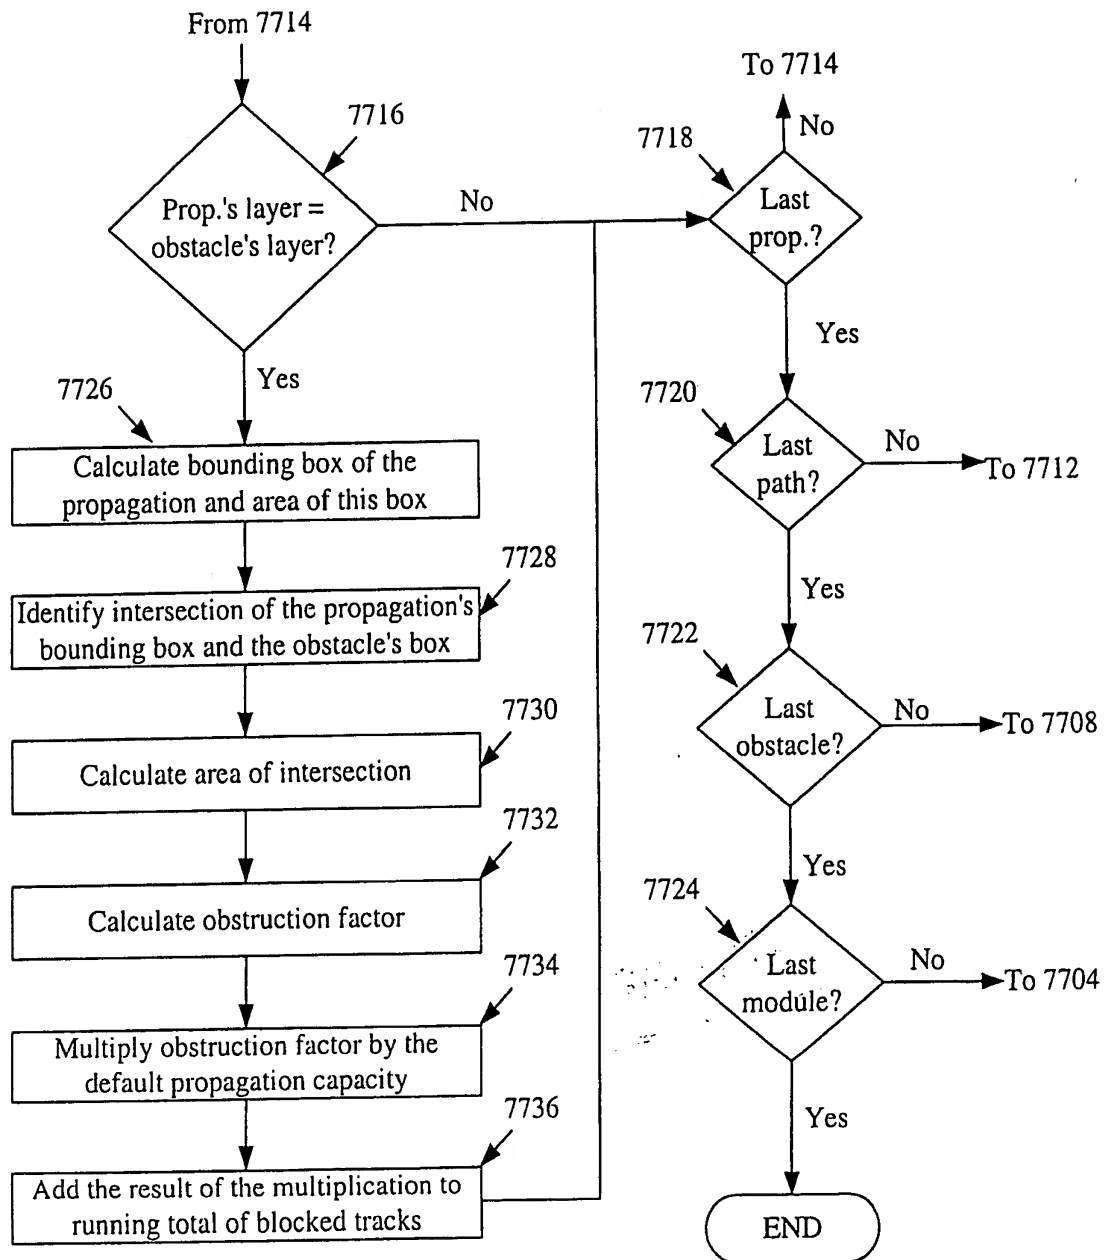 From 7714
7716
Prop.'s layer =
obstacle's layer?
No
Yes
7726
Calculate bounding box of the
propagation and area of this box
7728
Identify intersection of the propagation's
bounding box and the obstacle's box
7730
Calculate area of intersection
7732
Calculate obstruction factor
7734
Multiply obstruction factor by the
default propagation capacity
7736
Add the result of the multiplication to
running total of blocked tracks
To 7714
No
7718
Last
prop.?
Yes
7720
Last
path?
No
To 7712
Yes
7722
Last
obstacle?
No
To 7708
Yes
7724
Last
module?
No
To 7704
Yes
END